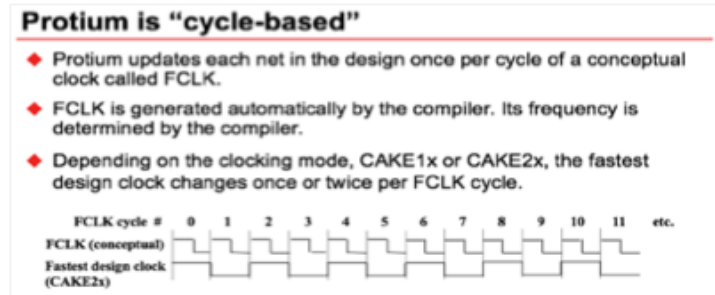 Protium is “cycle-based”
◆ Protium updates each net in the design once per cycle of a conceptual
clock called FCLK.
◆ FCLK is generated automatically by the compiler. Its frequency is
determined by the compiler.
◆ Depending on the clocking mode, CAKE1x or CAKE2x, the fastest
design clock changes once or twice per FCLK cycle.
FCLK cycle # 0 1 2 3 4 5 6 7 8 9 10 11 etc.
FCLK (conceptual)
Fastest design clock
(CAKE2x)